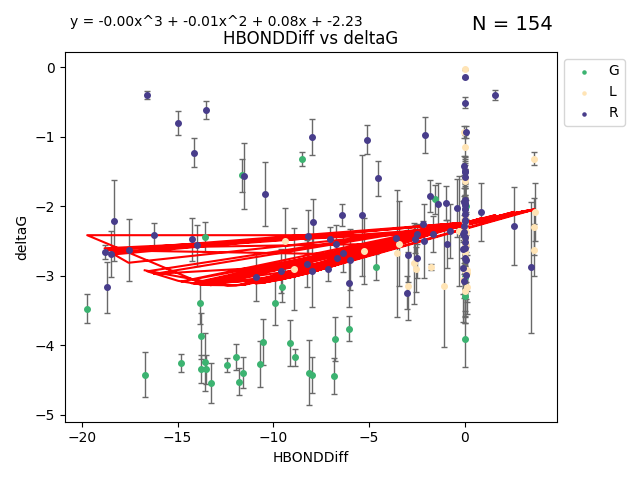 y = -0.00x^3 + -0.01x^2 + 0.08x + -2.23
N = 154
HBONDDiff vs deltaG
G
L
R
deltaG
0
−1
−2
−3
−4
−5
−20 −15 −10 −5 0
HBONDDiff